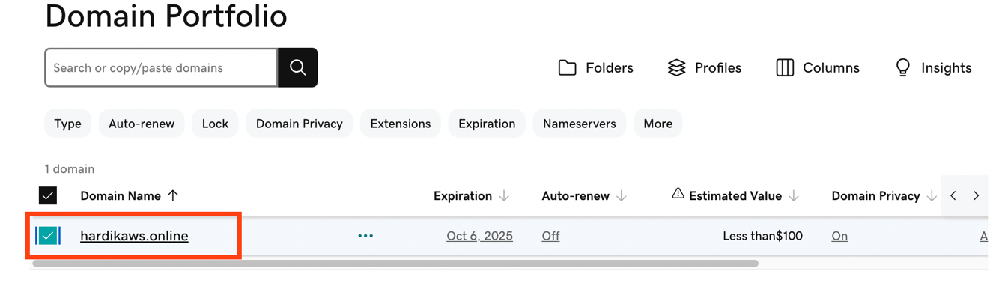 Domain Portfolio
Search or copy/paste domains
Folders Profiles Columns Insights
Type Auto-renew Lock Domain Privacy Extensions Expiration Nameservers More
1 domain
Domain Name Expiration Auto-renew Estimated Value Domain Privacy
hardikaws.online Oct 6, 2025 Off Less than$100 On A